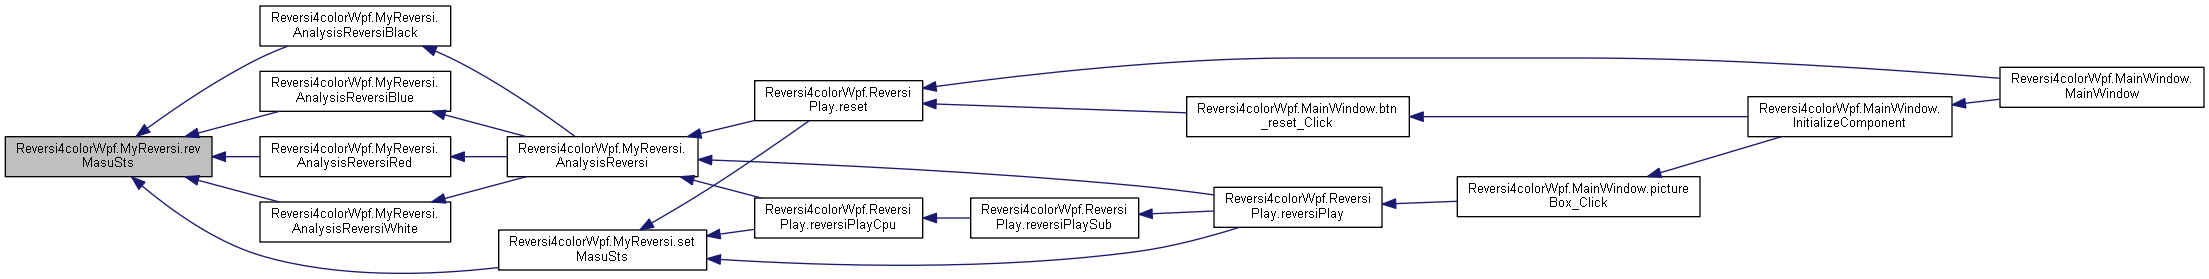 Reversi4colorWpf.MyReversi.rev
MasuSts
Reversi4colorWpf.MyReversi.
AnalysisReversiBlack
Reversi4colorWpf.MyReversi.
AnalysisReversiBlue
Reversi4colorWpf.MyReversi.
AnalysisReversiRed
Reversi4colorWpf.MyReversi.
AnalysisReversiWhite
Reversi4colorWpf.MyReversi.
AnalysisReversi
Reversi4colorWpf.MyReversi.set
MasuSts
Reversi4colorWpf.Reversi
Play.reset
Reversi4colorWpf.Reversi
Play.reversiPlayCpu
Reversi4colorWpf.Reversi
Play.reversiPlaySub
Reversi4colorWpf.MainWindow.btn
_reset_Click
Reversi4colorWpf.Reversi
Play.reversiPlay
Reversi4colorWpf.MainWindow.picture
Box_Click
Reversi4colorWpf.MainWindow.
InitializeComponent
Reversi4colorWpf.MainWindow.
MainWindow